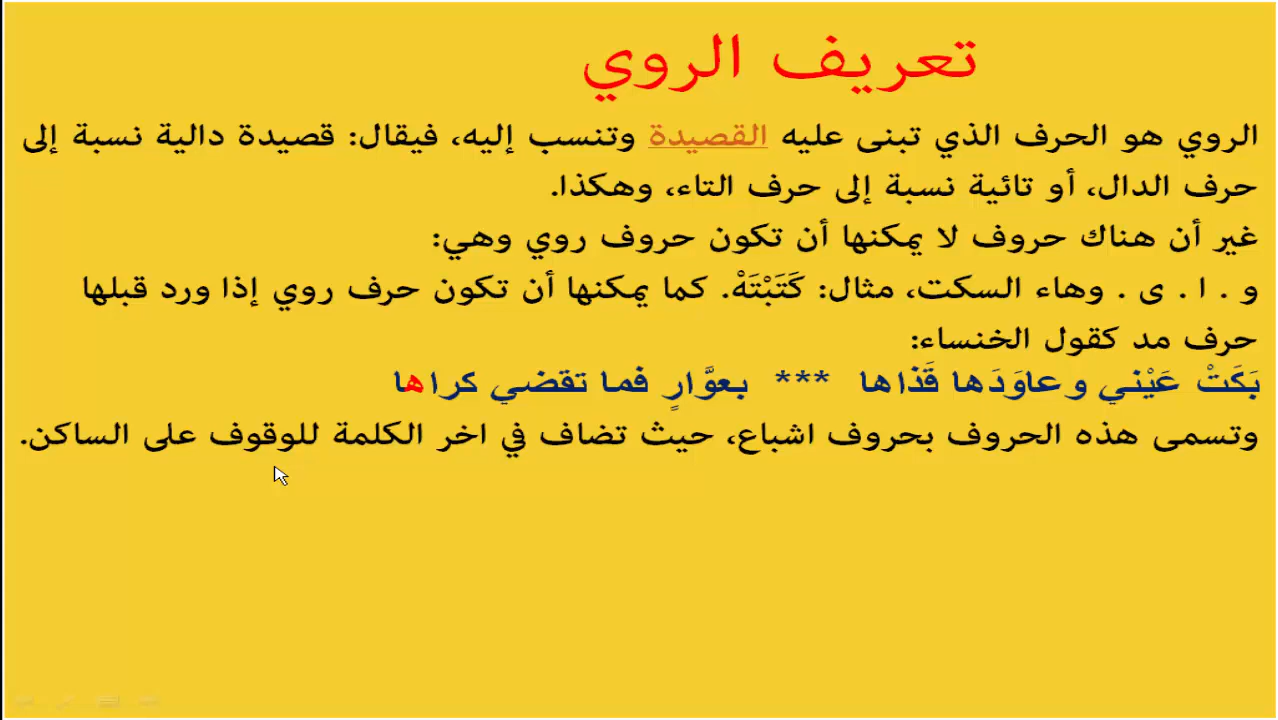 تعريف الروي
الروي هو الحرف الذي تبنى عليه القصيدة وتنسب إليه، فيقال: قصيدة دالية نسبة إلى
حرف الدال، أو تائية نسبة إلى حرف التاء، وهكذا.
غير أن هناك حروف لا يمكنها أن تكون حروف روي وهي:
و . ا . ى . وهاء السكت، مثال: كَتَبْتَهْ. كما يمكنها أن تكون حرف روي إذا ورد قبلها
حرف مد كقول الخنساء:
بَكَتْ عَيْني وعاوَدَها قَذاها *** بعوَّارٍ فما تقضي كراها
وتسمى هذه الحروف بحروف اشباع، حيث تضاف في اخر الكلمة للوقوف على الساكن.